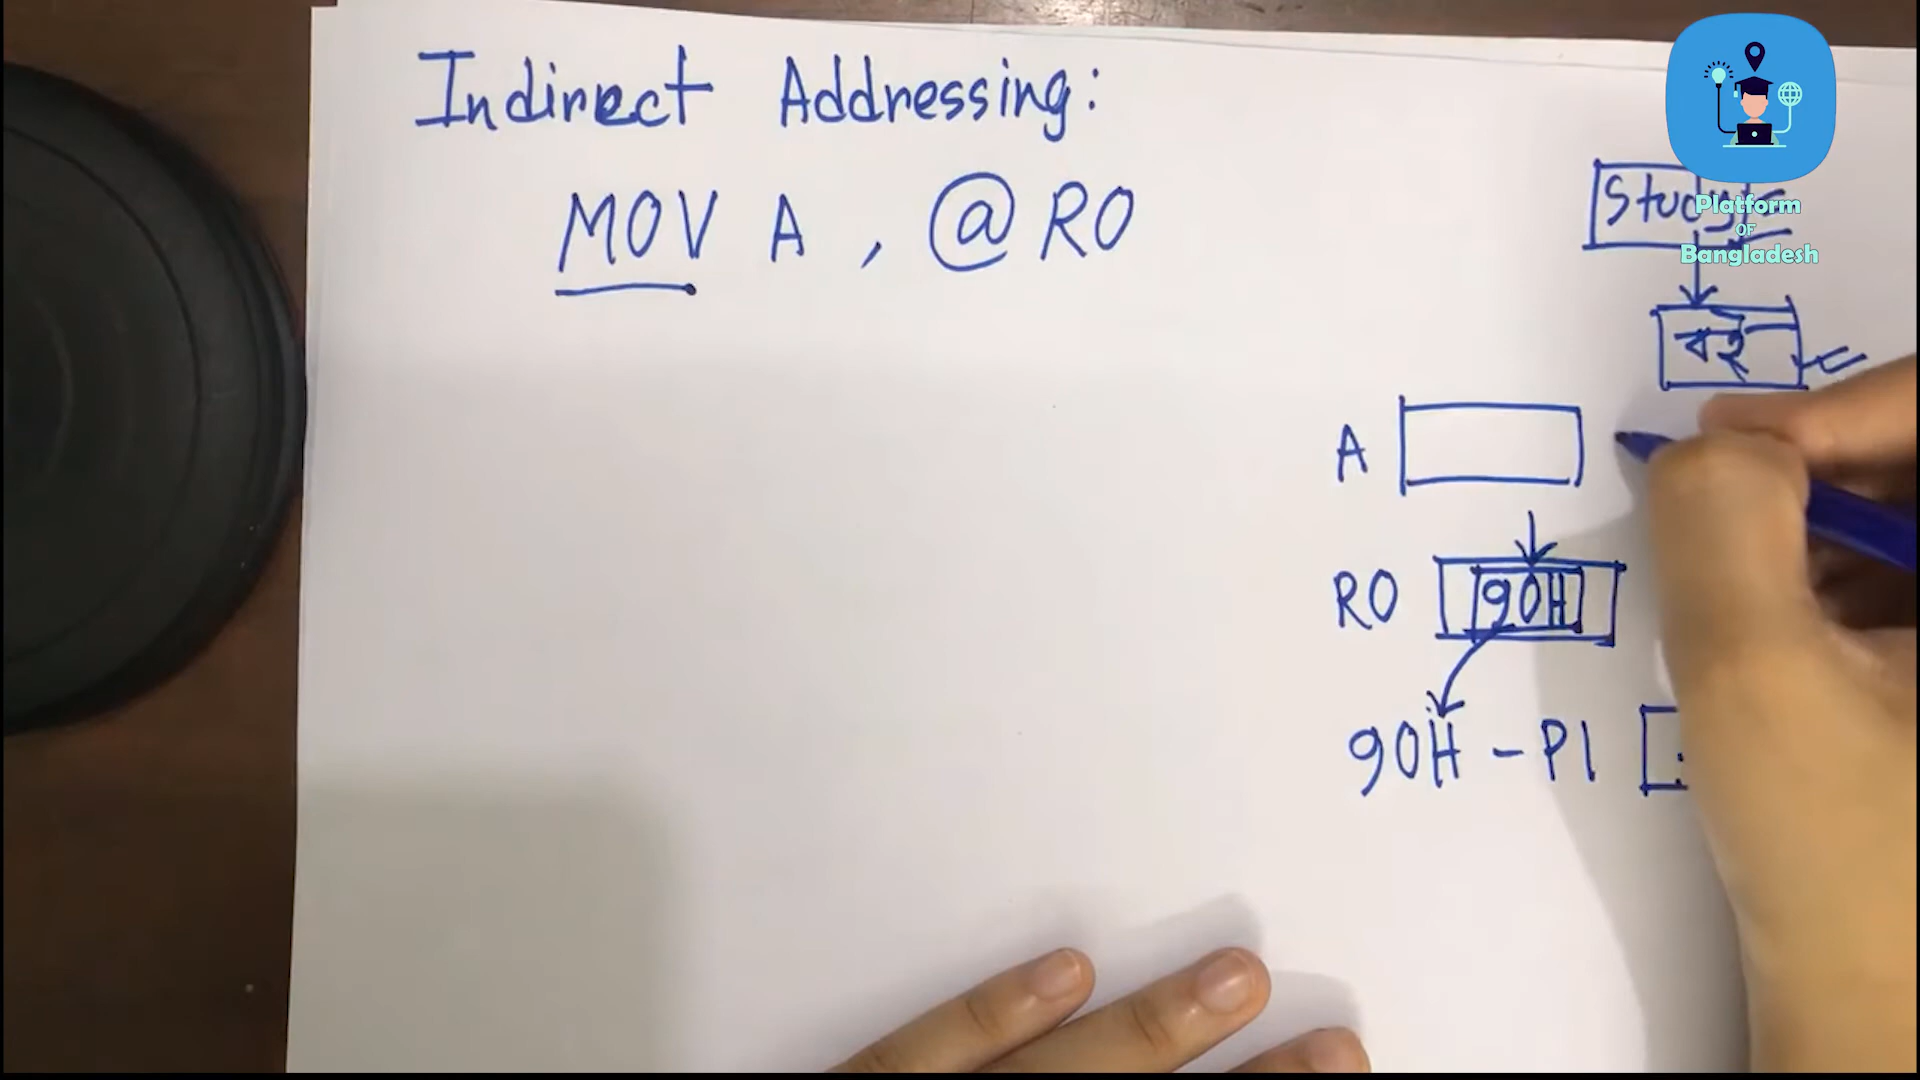 Indirect Addressing:
MOV A , @ R0
Platform
OF
Bangladesh
বই
A
R0 90H
90H - P1